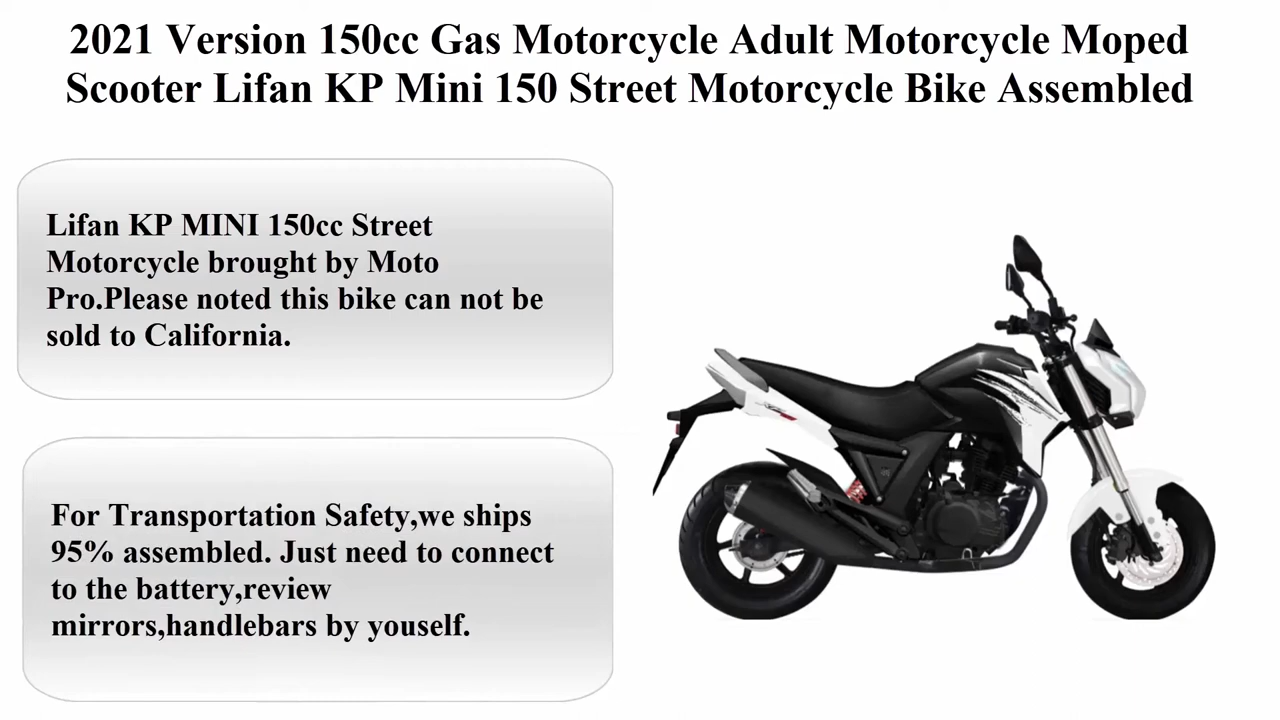 2021 Version 150cc Gas Motorcycle Adult Motorcycle Moped
Scooter Lifan KP Mini 150 Street Motorcycle Bike Assembled
Lifan KP MINI 150cc Street
Motorcycle brought by Moto
Pro.Please noted this bike can not be
sold to California.
For Transportation Safety,we ships
95% assembled. Just need to connect
to the battery,review
mirrors,handlebars by youself.